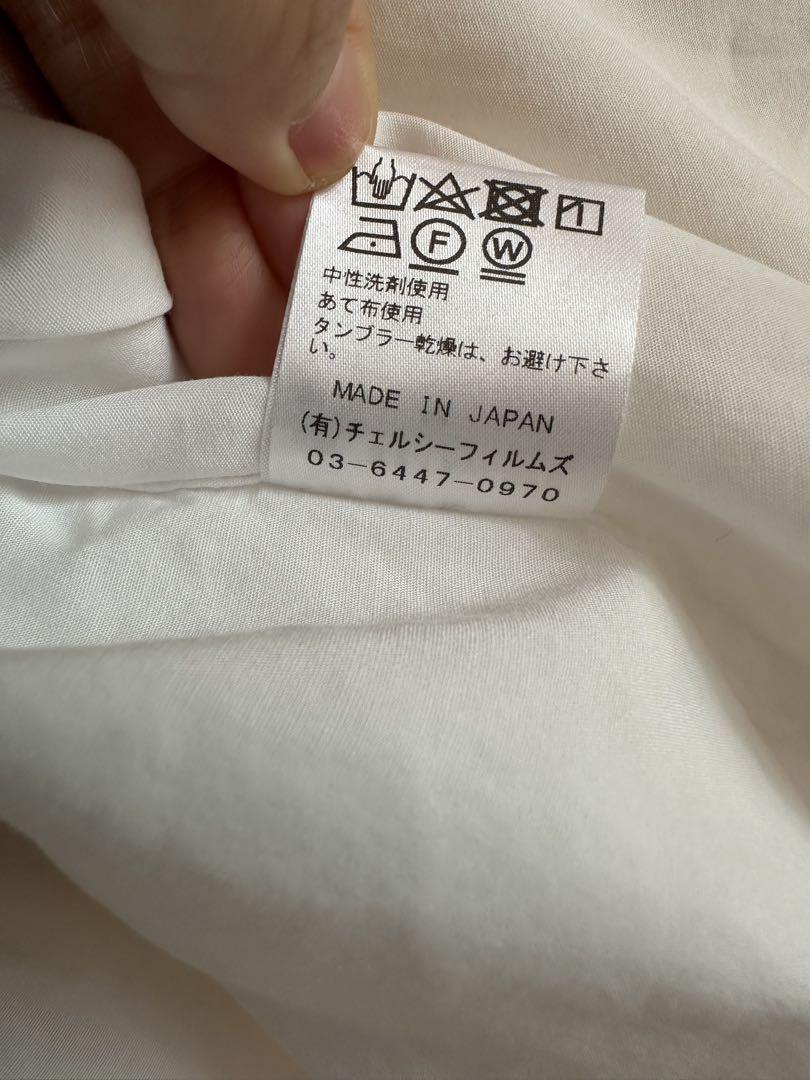 F W
中性洗剤使用
あて布使用
タンブラー乾燥は、お避け下さ
い。
MADE IN JAPAN
(有)チェルシーフィルムズ
03-6447-0970